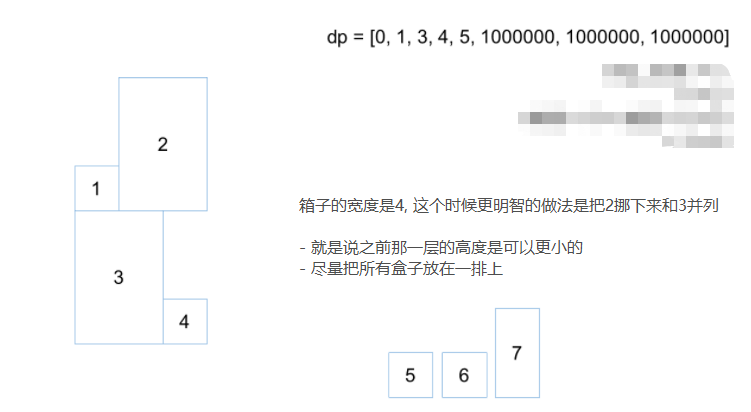 dp = [0, 1, 3, 4, 5, 1000000, 1000000, 1000000]
2
1
箱子的宽度是4, 这个时候更明智的做法是把2挪下来和3并列
- 就是说之前那一层的高度是可以更小的
- 尽量把所有盒子放在一排上
3
4
7
5
6